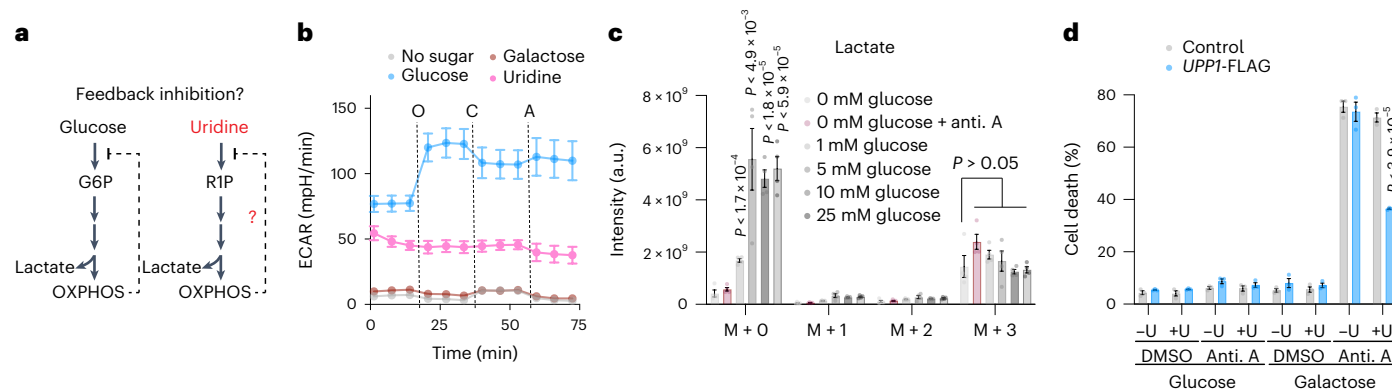 a
Feedback inhibition?
Glucose
Uridine
G6P
R1P
?
Lactate
Lactate
OXPHOS
OXPHOS
b
No sugar
Galactose
Glucose
Uridine
ECAR (mpH/min)
150
100
50
0
O
C
A
0
25
50
75
Time (min)
c
Lactate
Intensity (a.u.)
8 × 10⁹
6 × 10⁹
4 × 10⁹
2 × 10⁹
0
P < 1.7 × 10⁻⁴
P < 4.9 × 10⁻³
P < 1.8 × 10⁻⁵
P < 5.9 × 10⁻⁵
0 mM glucose
0 mM glucose + anti. A
1 mM glucose
5 mM glucose
10 mM glucose
25 mM glucose
P > 0.05
M + 0
M + 1
M + 2
M + 3
d
Control
UPP1-FLAG
Cell death (%)
80
60
40
20
0
−U +U −U +U −U +U −U +U
DMSO Anti. A DMSO Anti. A
Glucose Galactose